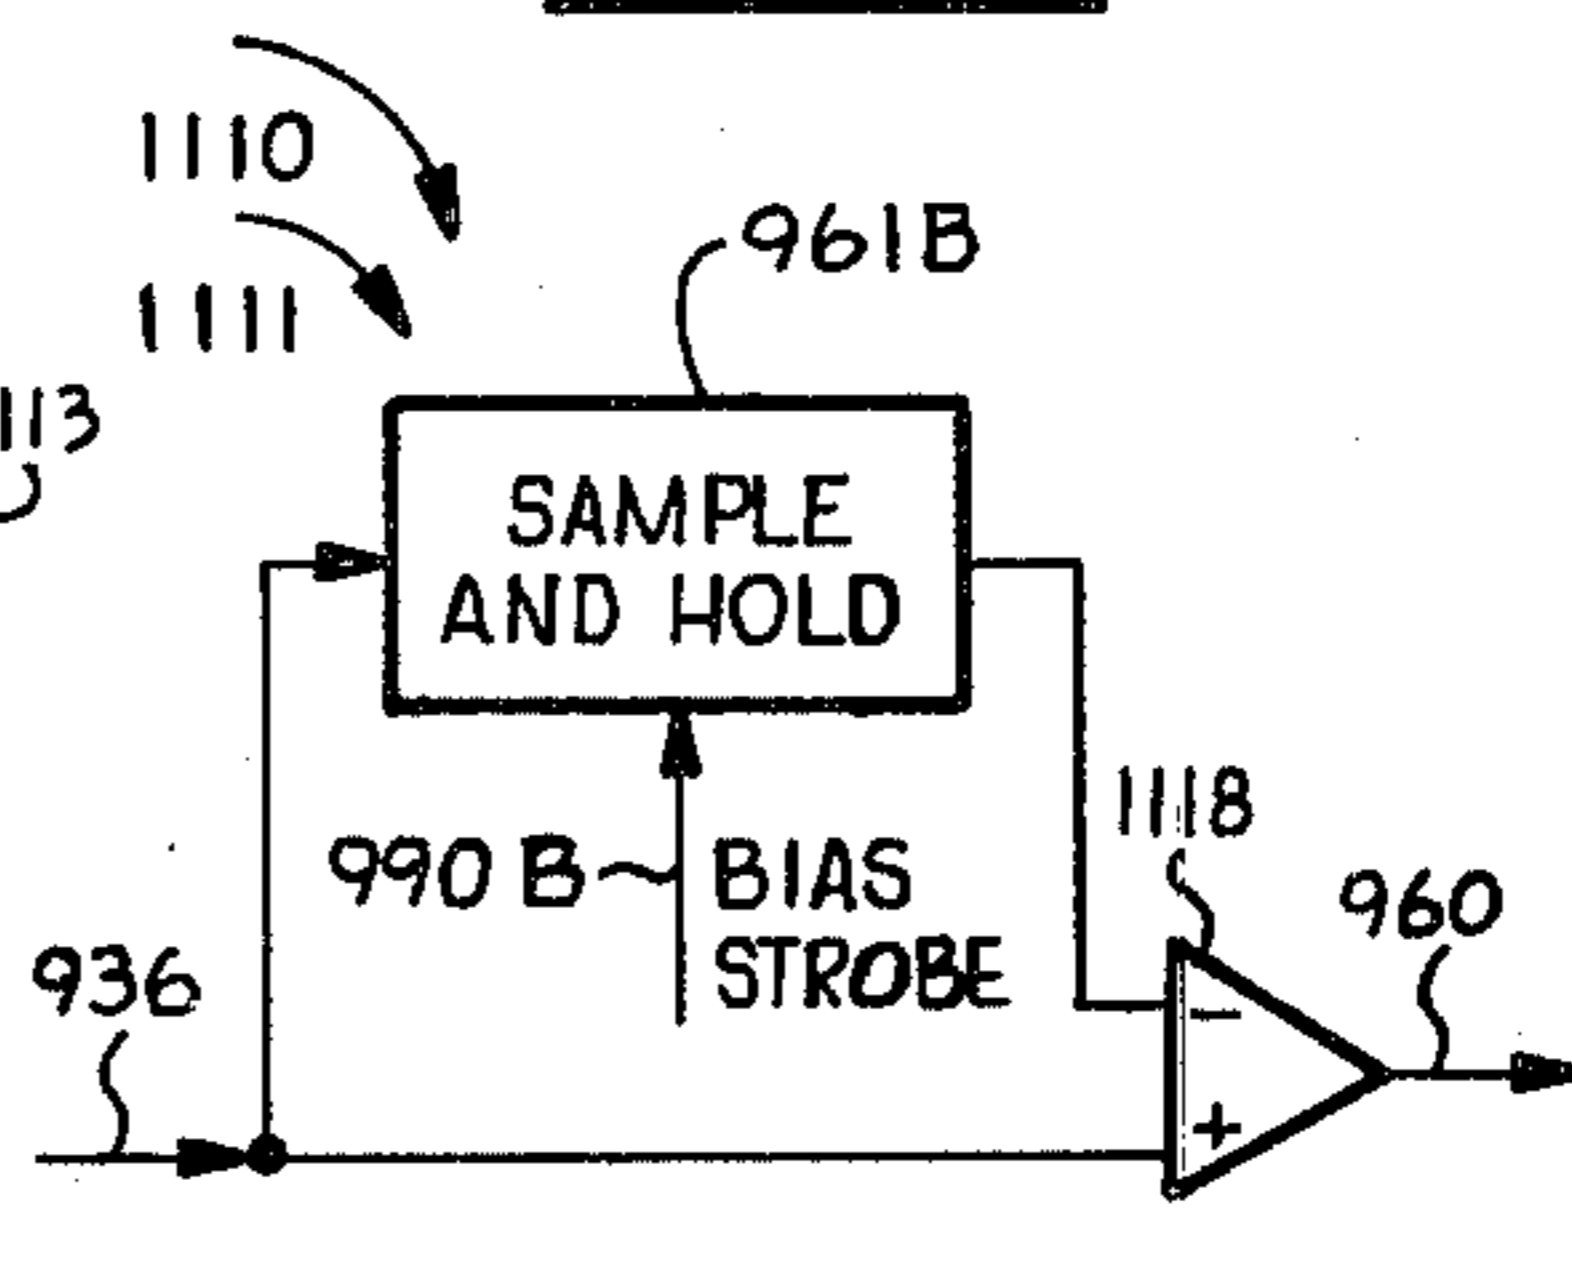 1110
961B
1111
113
SAMPLE
AND HOLD
1118
990 B
BIAS
STROBE
960
936
-
+